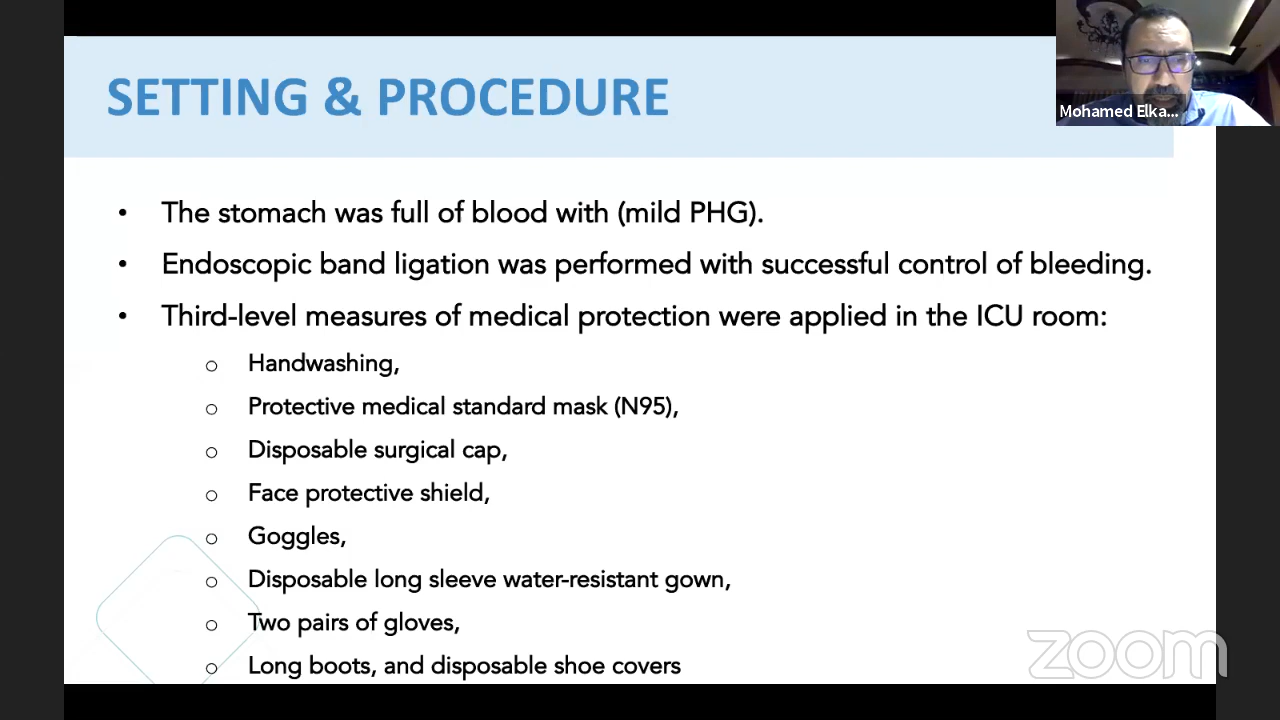 SETTING & PROCEDURE
Mohamed Elka...
• The stomach was full of blood with (mild PHG).
• Endoscopic band ligation was performed with successful control of bleeding.
• Third-level measures of medical protection were applied in the ICU room:
o Handwashing,
o Protective medical standard mask (N95),
o Disposable surgical cap,
o Face protective shield,
o Goggles,
o Disposable long sleeve water-resistant gown,
o Two pairs of gloves,
o Long boots, and disposable shoe covers
zoom